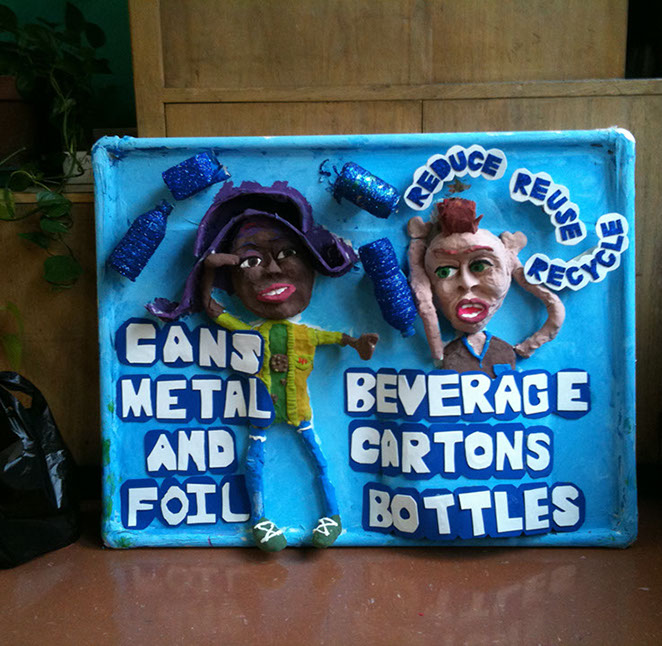 REDUCE
REUSE
RECYCLE
CANS
METAL
AND
FOIL
BEVERAGE
CARTONS
BOTTLES